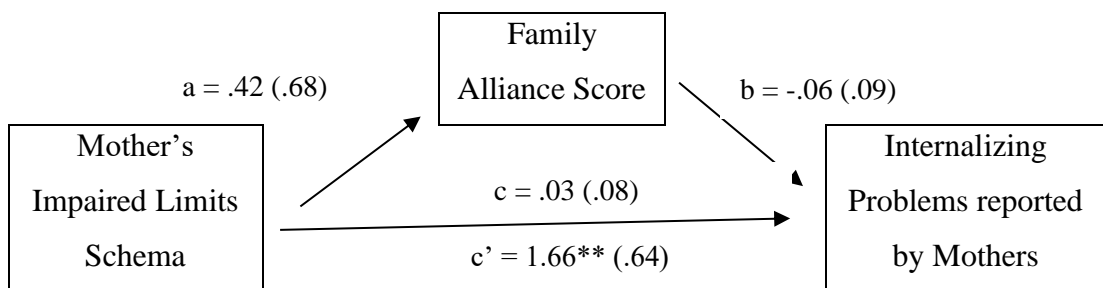 Family
Alliance Score
a = .42 (.68)
b = -.06 (.09)
Mother's
Impaired Limits
Schema
c = .03 (.08)
c’ = 1.66** (.64)
Internalizing
Problems reported
by Mothers